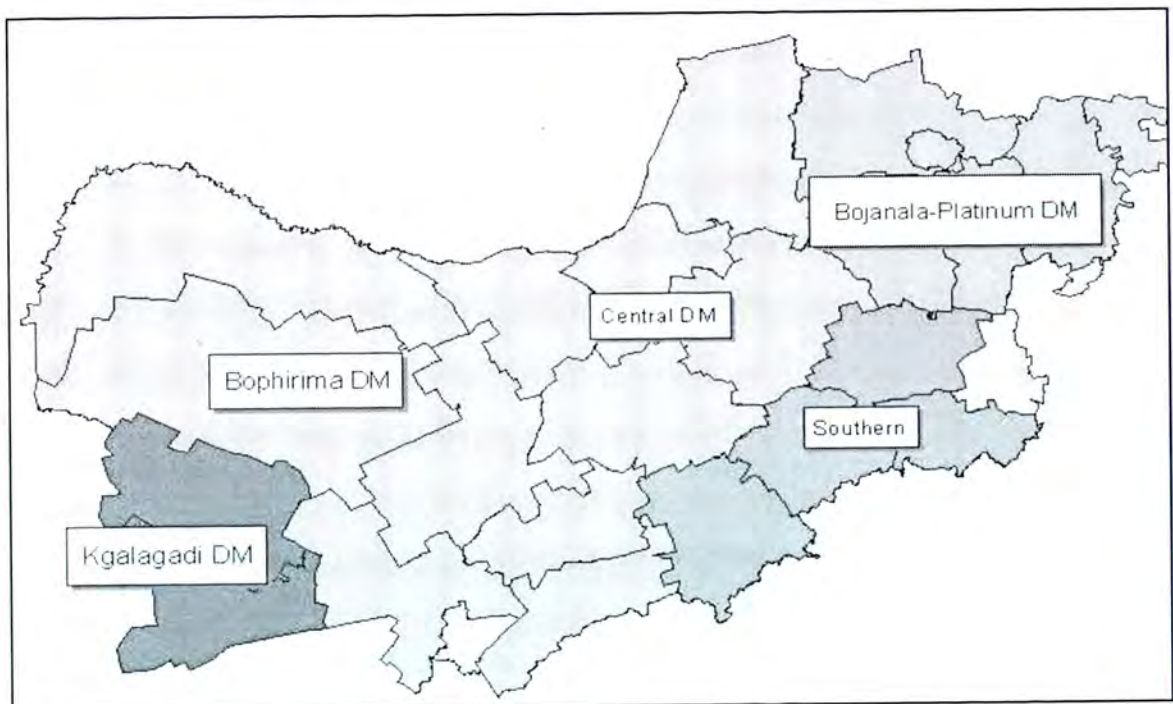 Bojanala-Platinum DM
Central DM
Bophirima DM
Southern
Kgalagadi DM